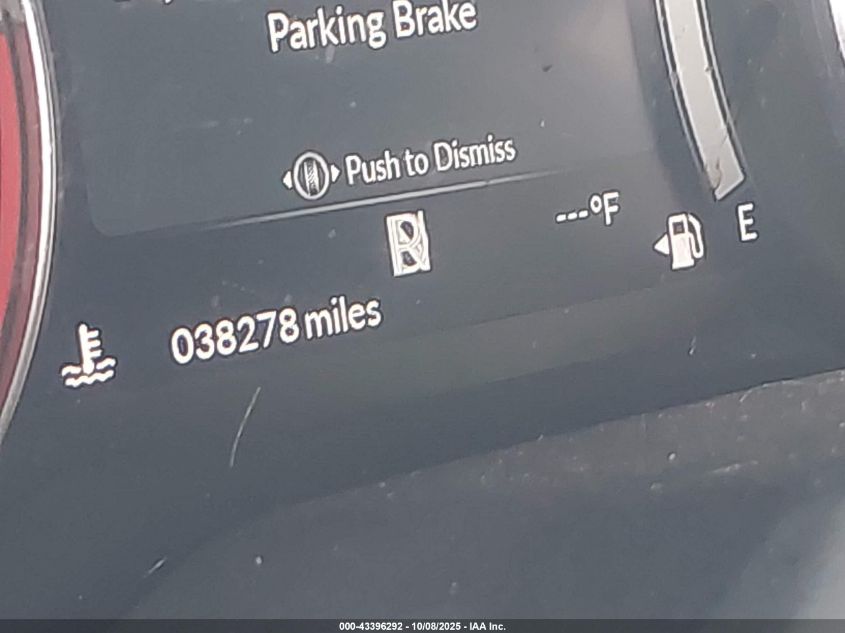 Parking Brake
Push to Dismiss
---°F
E
038278 miles
000-43396292 - 10/08/2025 - IAA Inc.